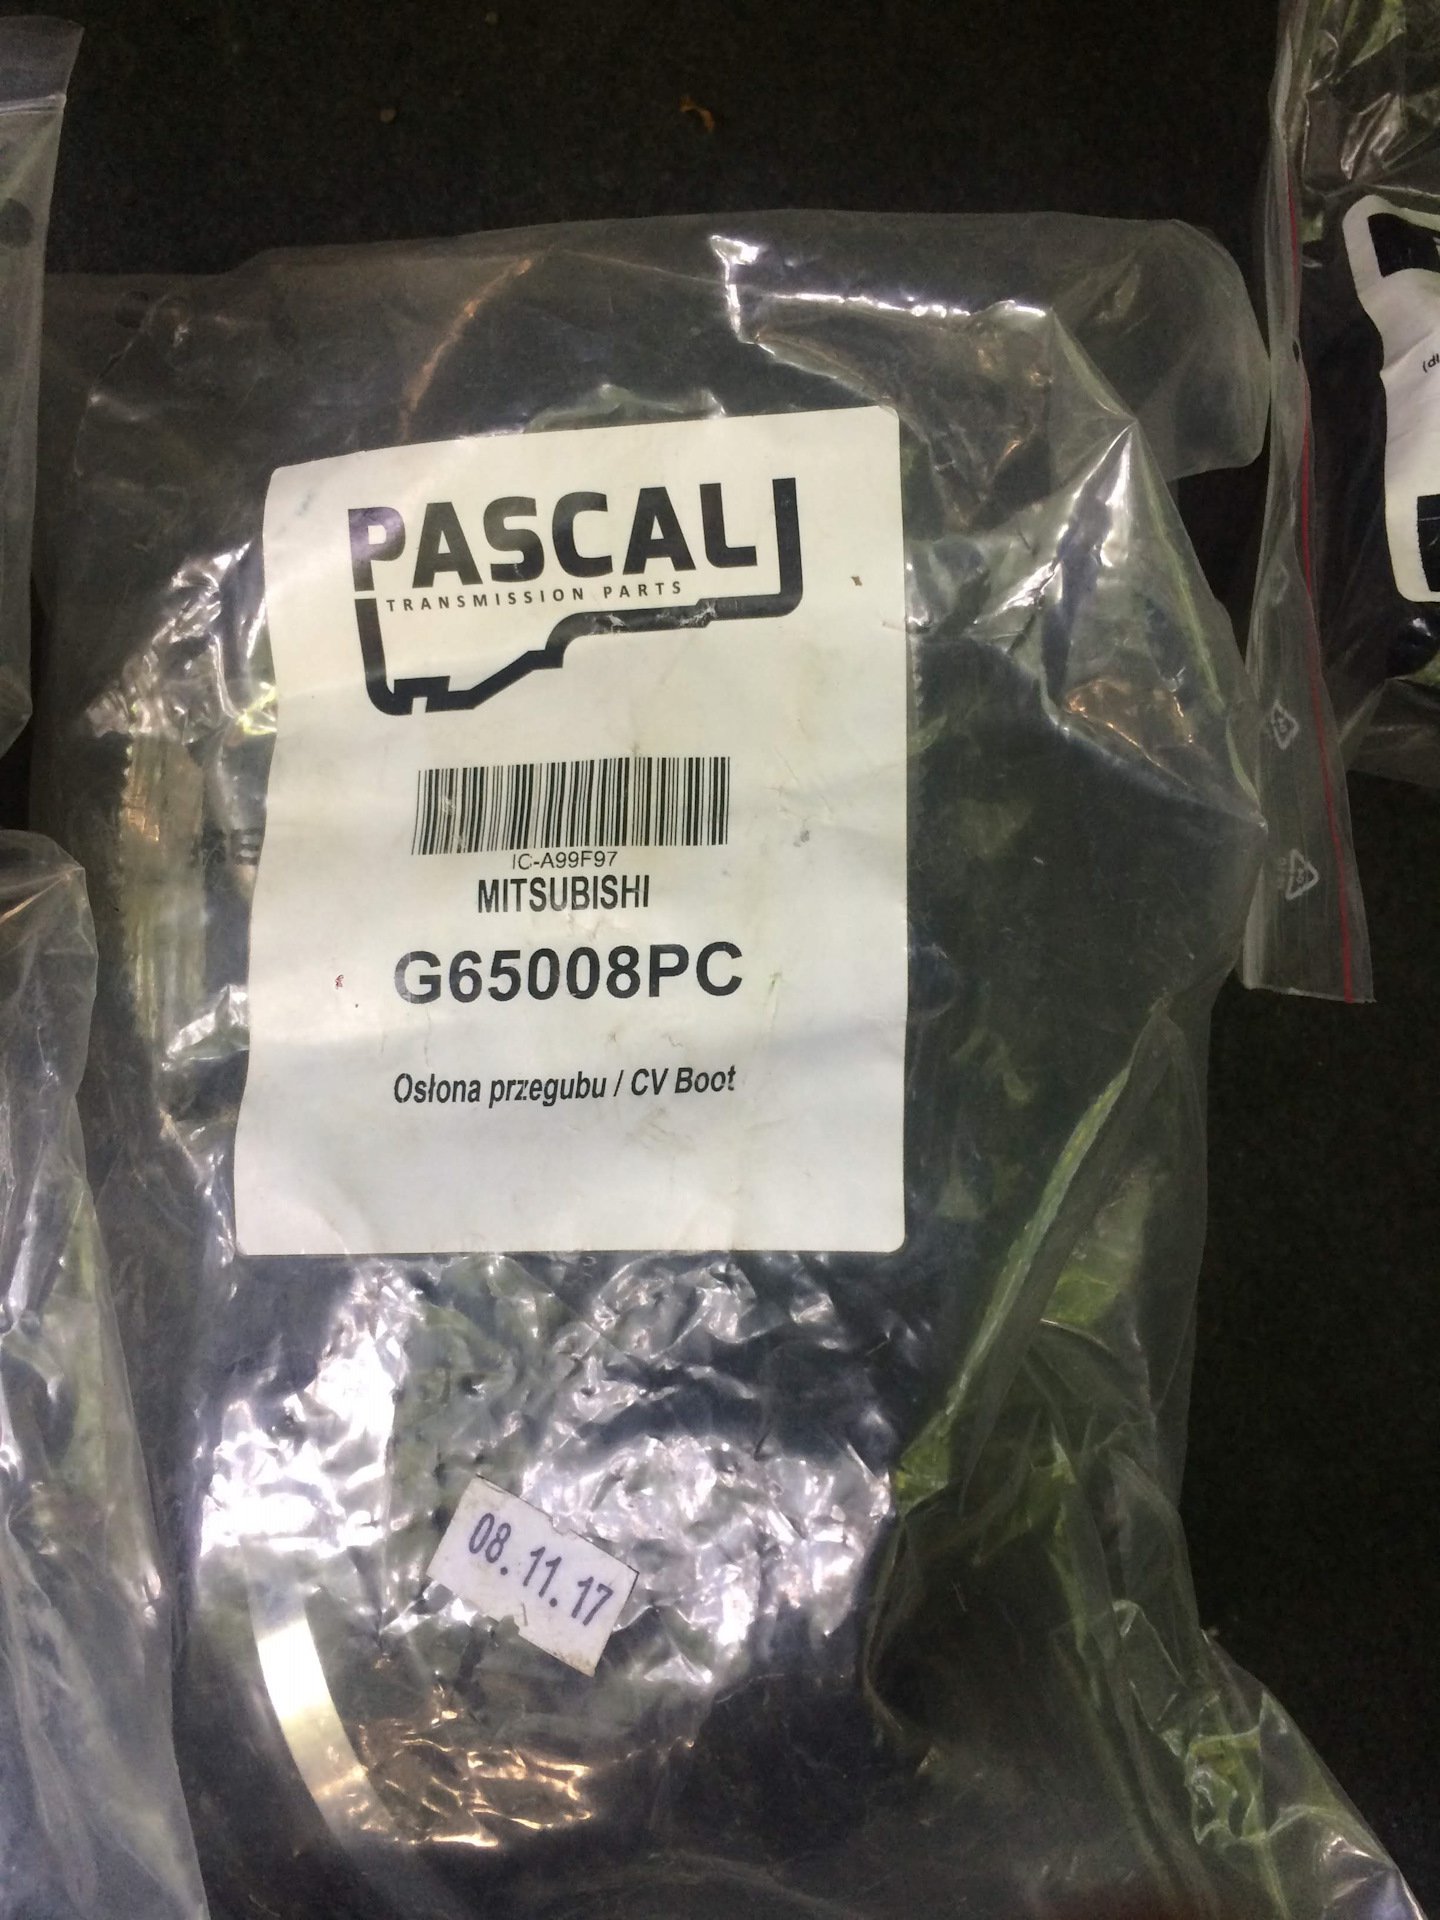 PASCAL
TRANSMISSION PARTS
IC-A99F97
MITSUBISHI
G65008PC
Osłona przegubu / CV Boot
08.11.17